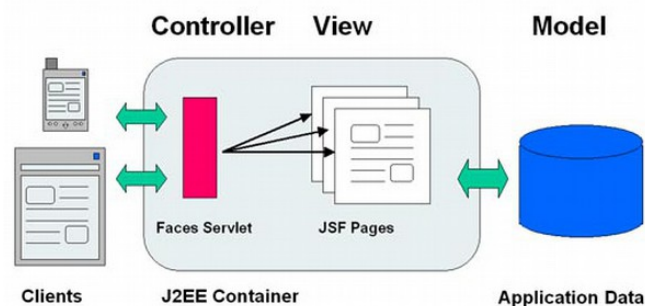 Controller View Model
Faces Servlet JSF Pages
Clients J2EE Container Application Data